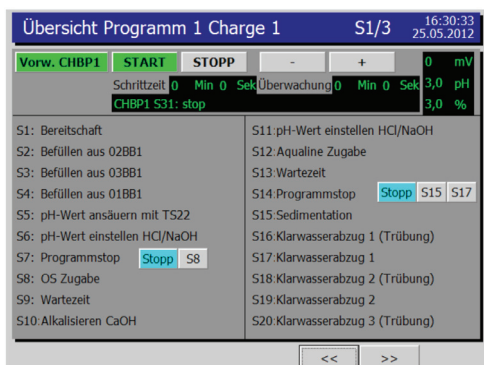 Übersicht Programm 1 Charge 1 S1/3 16:30:33
25.05.2012
Vorw. CHBP1 START STOPP - + 0 mV
Schrittzeit 0 Min 0 Sek Überwachung 0 Min 0 Sek 3,0 pH
CHBP1 S31: stop 3,0 %
S1: Bereitschaft
S2: Befüllen aus 02BB1
S3: Befüllen aus 03BB1
S4: Befüllen aus 01BB1
S5: pH-Wert ansäuern mit TS22
S6: pH-Wert einstellen HCl/NaOH
S7: Programmstop Stopp S8
S8: OS Zugabe
S9: Wartezeit
S10:Alkalisieren CaOH
S11:pH-Wert einstellen HCl/NaOH
S12:Aqualine Zugabe
S13:Wartezeit
S14:Programmstop Stopp S15 S17
S15:Sedimentation
S16:Klarwasserabzug 1 (Trübung)
S17:Klarwasserabzug 1
S18:Klarwasserabzug 2 (Trübung)
S19:Klarwasserabzug 2
S20:Klarwasserabzug 3 (Trübung)
<< >>